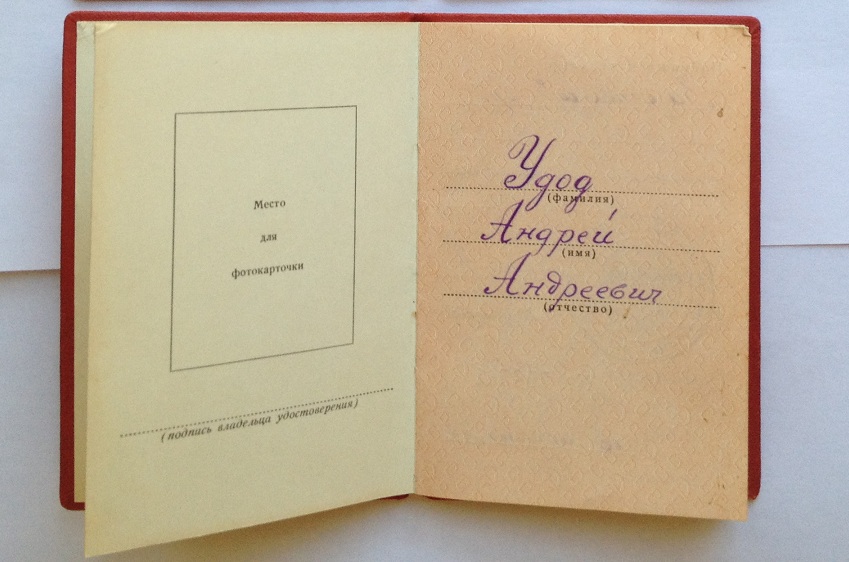 Место
для
фотокарточки
(подпись владельца удостоверения)
Удод
(фамилия)
Андрей
(имя)
Андреевич
(отчество)